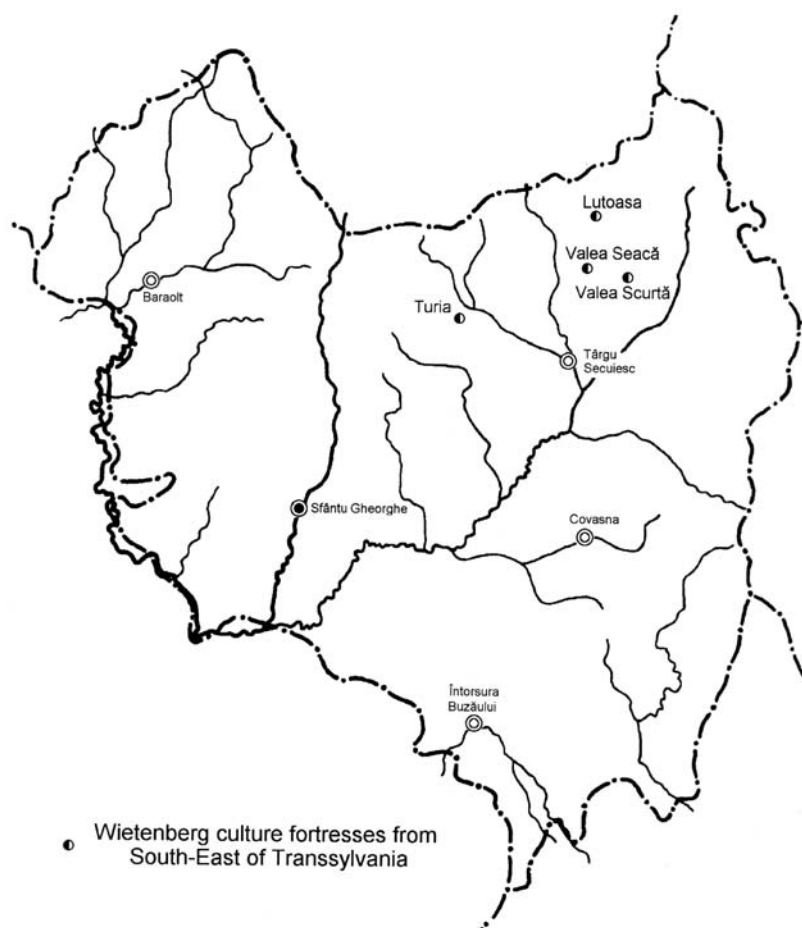 Lutoasa
Valea Seacă
Valea Scurtă
Baraolt
Turia
Târgu
Secuiesc
Sfântu Gheorghe
Covasna
Întorsura
Buzăului
Wietenberg culture fortresses from
South-East of Transsylvania